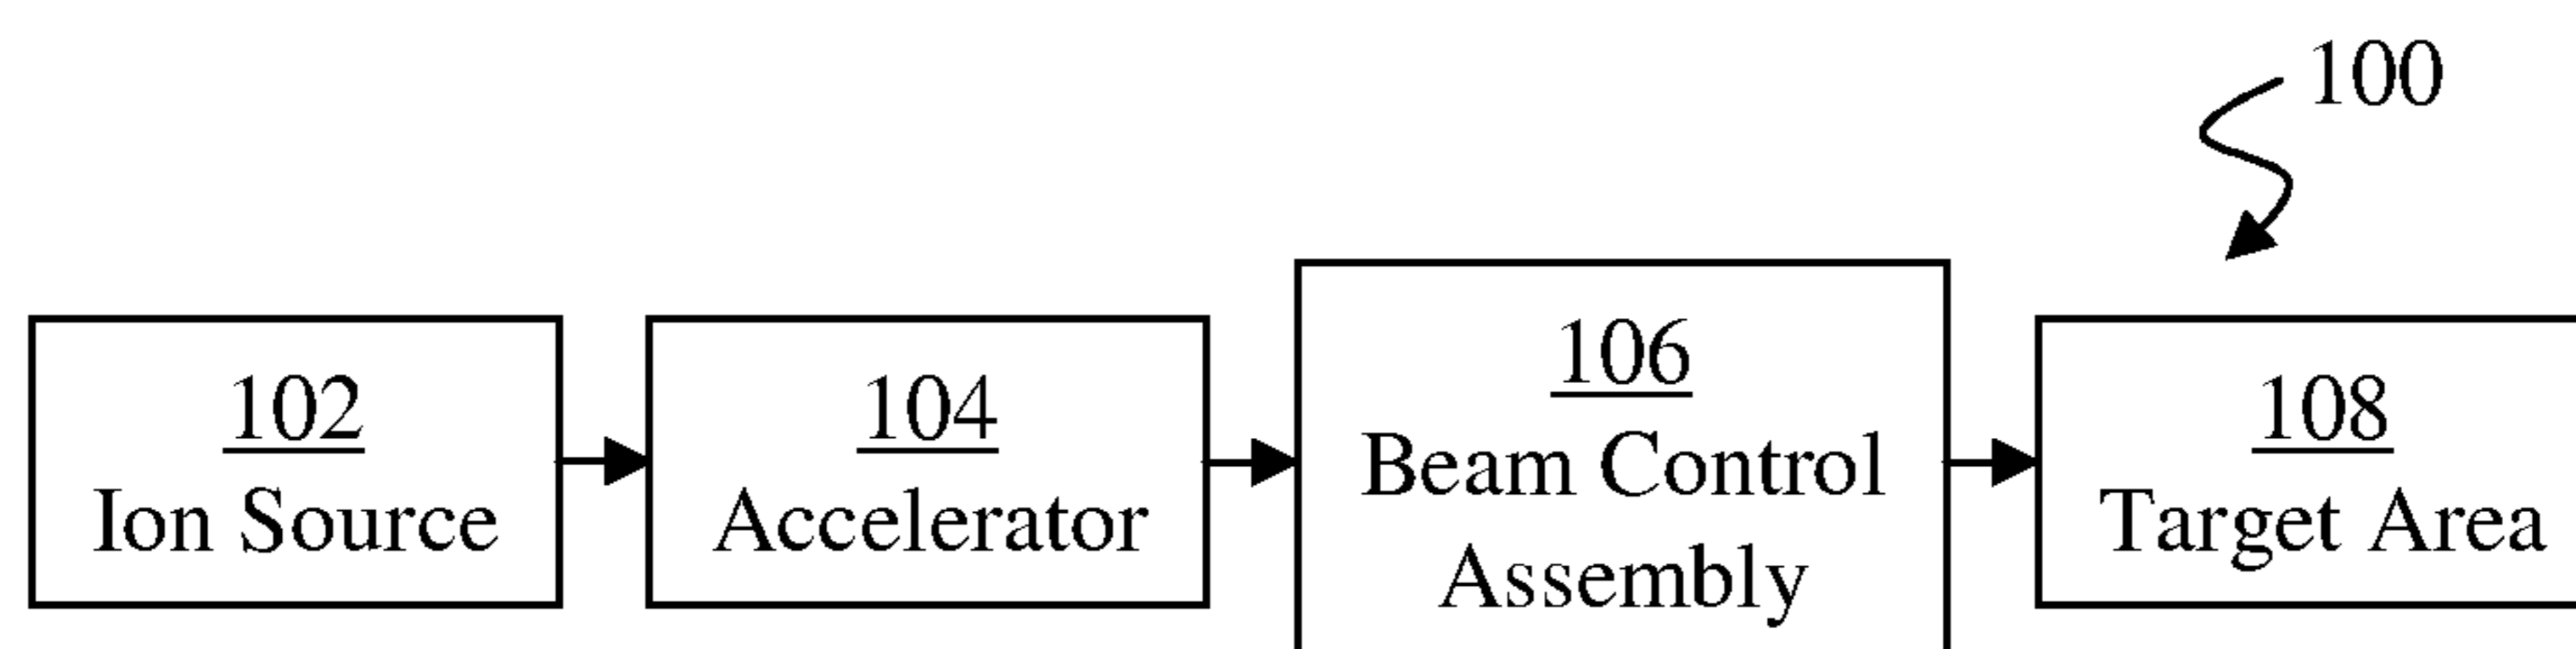 100
102
Ion Source
104
Accelerator
106
Beam Control
Assembly
108
Target Area